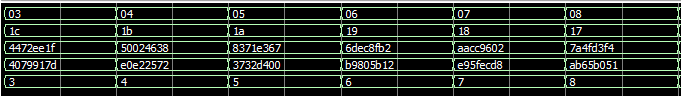 03 04 05 06 07 08
1c 1b 1a 19 18 17
4472ee1f 50024638 8371e367 6dec8fb2 aacc9602 7a4fd3f4
4079917d e0e22572 3732d400 b9805b12 e95fecd8 ab65b051
3 4 5 6 7 8